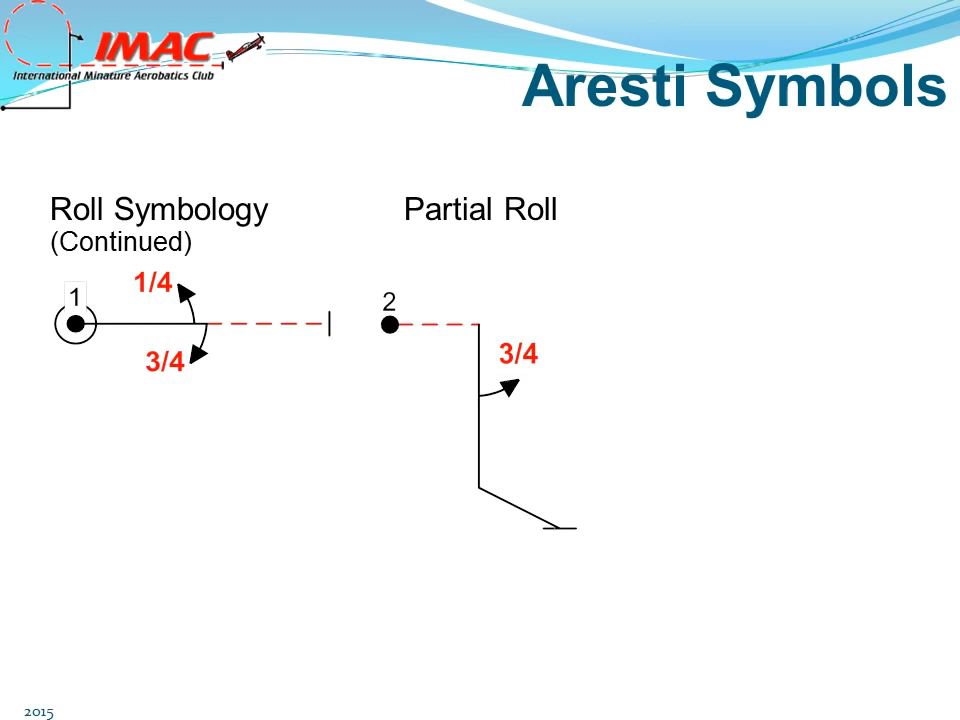 IMAC
International Minature Aerobatics Club
Aresti Symbols
Roll Symbology
(Continued)
Partial Roll
1
1/4
3/4
2
3/4
2015